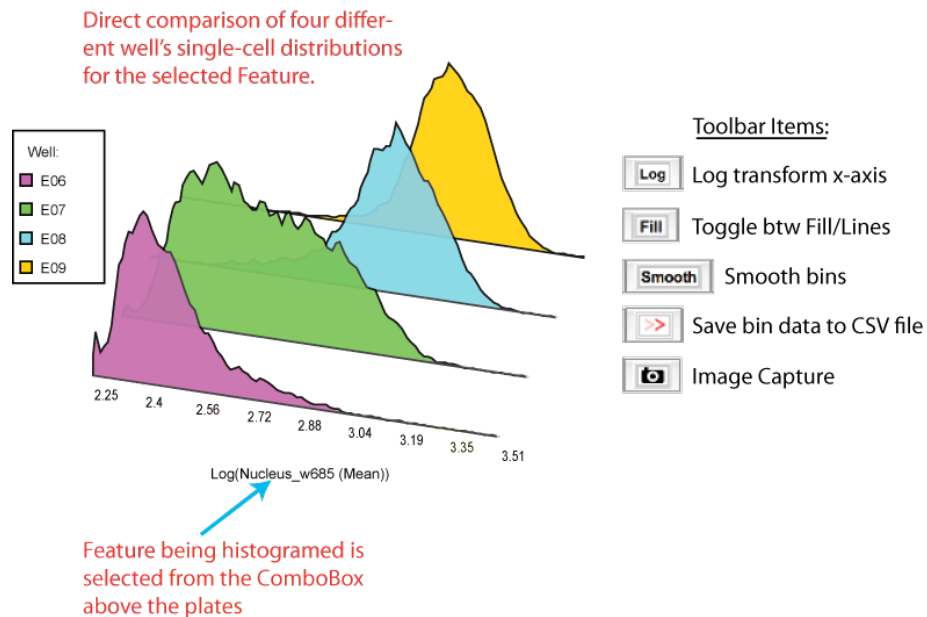 Direct comparison of four differ-
ent well's single-cell distributions
for the selected Feature.
Well:
E06
E07
E08
E09
2.25
2.4
2.56
2.72
2.88
3.04
3.19
3.35
3.51
Log(Nucleus_w685 (Mean))
Feature being histogramed is
selected from the ComboBox
above the plates
Toolbar Items:
Log Log transform x-axis
Fill Toggle btw Fill/Lines
Smooth Smooth bins
>> Save bin data to CSV file
Image Capture